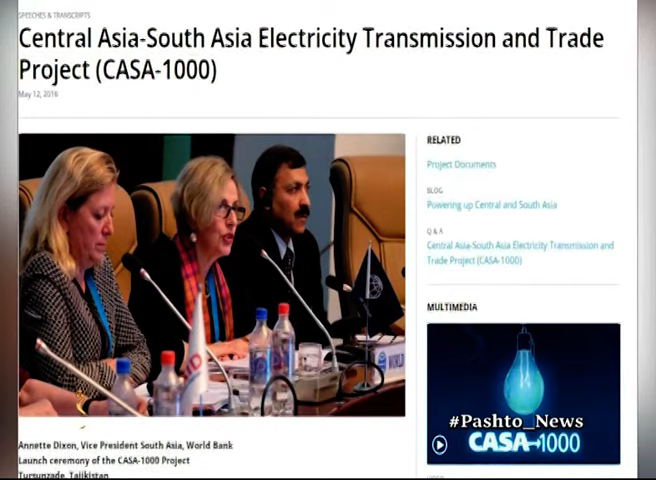 SPEECHES & TRANSCRIPTS
Central Asia-South Asia Electricity Transmission and Trade
Project (CASA-1000)
May 12, 2016
RELATED
Project Documents
BLOG
Powering up Central and South Asia
Q & A
Central Asia-South Asia Electricity Transmission and
Trade Project (CASA-1000)
MULTIMEDIA
#Pashto_News
CASA→1000
WORLD
Annette Dixon, Vice President South Asia, World Bank
Launch ceremony of the CASA-1000 Project
Tursunzade, Tajikistan